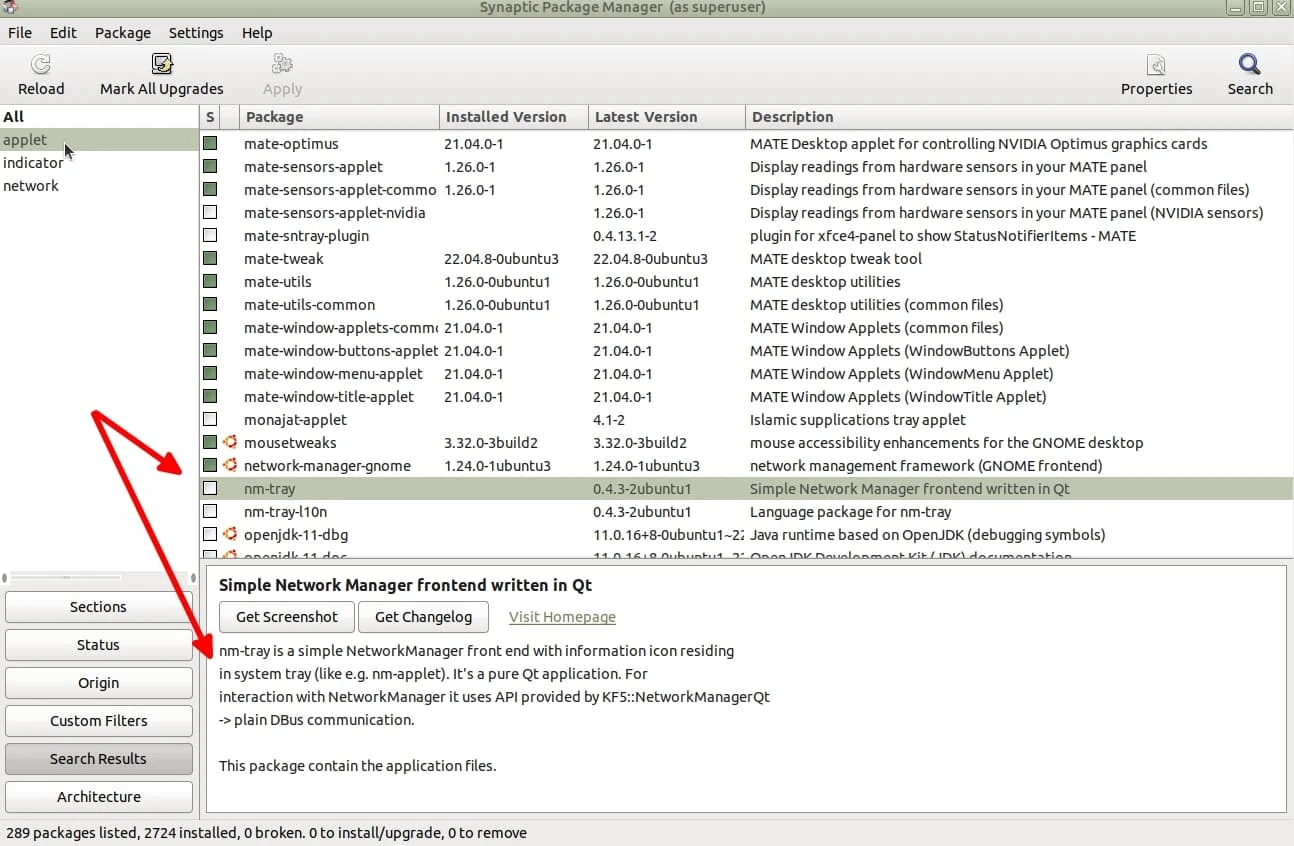 Synaptic Package Manager (as superuser)
File Edit Package Settings Help
Reload Mark All Upgrades Apply Properties Search
All
applet
indicator
network
S Package Installed Version Latest Version Description
mate-optimus 21.04.0-1 21.04.0-1 MATE Desktop applet for controlling NVIDIA Optimus graphics cards
mate-sensors-applet 1.26.0-1 1.26.0-1 Display readings from hardware sensors in your MATE panel
mate-sensors-applet-commo 1.26.0-1 1.26.0-1 Display readings from hardware sensors in your MATE panel (common files)
mate-sensors-applet-nvidia 1.26.0-1 Display readings from hardware sensors in your MATE panel (NVIDIA sensors)
mate-sntray-plugin 0.4.13.1-2 plugin for xfce4-panel to show StatusNotifierItems - MATE
mate-tweak 22.04.8-0ubuntu3 22.04.8-0ubuntu3 MATE desktop tweak tool
mate-utils 1.26.0-0ubuntu1 1.26.0-0ubuntu1 MATE desktop utilities
mate-utils-common 1.26.0-0ubuntu1 1.26.0-0ubuntu1 MATE desktop utilities (common files)
mate-window-applets-commo 21.04.0-1 21.04.0-1 MATE Window Applets (common files)
mate-window-buttons-applet 21.04.0-1 21.04.0-1 MATE Window Applets (WindowButtons Applet)
mate-window-menu-applet 21.04.0-1 21.04.0-1 MATE Window Applets (WindowMenu Applet)
mate-window-title-applet 21.04.0-1 21.04.0-1 MATE Window Applets (WindowTitle Applet)
monajat-applet 4.1-2 Islamic supplications tray applet
mousetweaks 3.32.0-3build2 3.32.0-3build2 mouse accessibility enhancements for the GNOME desktop
network-manager-gnome 1.24.0-1ubuntu3 1.24.0-1ubuntu3 network management framework (GNOME frontend)
nm-tray 0.4.3-2ubuntu1 Simple Network Manager frontend written in Qt
nm-tray-l10n 0.4.3-2ubuntu1 Language package for nm-tray
openjdk-11-dbg 11.0.16+8-0ubuntu1~22 Java runtime based on OpenJDK (debugging symbols)
openjdk-11-doc 11.0.16+8-0ubuntu1~22 OpenJDK Development Kit (JDK) documentation
Sections
Status
Origin
Custom Filters
Search Results
Architecture
Simple Network Manager frontend written in Qt
Get Screenshot Get Changelog Visit Homepage
nm-tray is a simple NetworkManager front end with information icon residing
in system tray (like e.g. nm-applet). It's a pure Qt application. For
interaction with NetworkManager it uses API provided by KF5::NetworkManagerQt
-> plain DBus communication.
This package contain the application files.
289 packages listed, 2724 installed, 0 broken. 0 to install/upgrade, 0 to remove